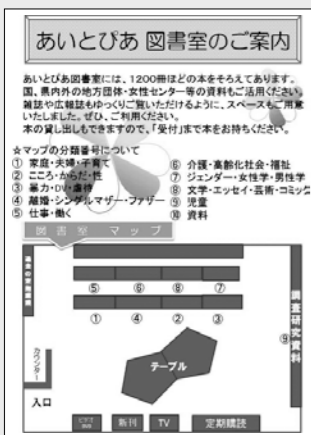 あいとぴあ 図書室のご案内
あいとぴあ図書室には、1200冊ほどの本をそろえてあります。
国、県内外の地方団体・女性センター等の資料もご活用ください。
雑誌や広報誌もゆっくりご覧いただけるように、スペースもご用意
いたしました。ぜひ、ご利用ください。
本の貸し出しもできますので、「受付」まで本をお持ちください。
☆マップの分類番号について
① 家庭・夫婦・子育て
② こころ・からだ・性
③ 暴力・DV・虐待
④ 離婚・シングルマザー・ファザー
⑤ 仕事・働く
⑥ 介護・高齢化社会・福祉
⑦ ジェンダー・女性学・男性学
⑧ 文学・エッセイ・芸術・コミック
⑨ 児童
⑩ 資料
図書室 マップ
⑤ ⑥ ⑧ ⑦
① ④ ② ③
調査研究資料
カウンター
テーブル
入口
新刊
TV
定期購読